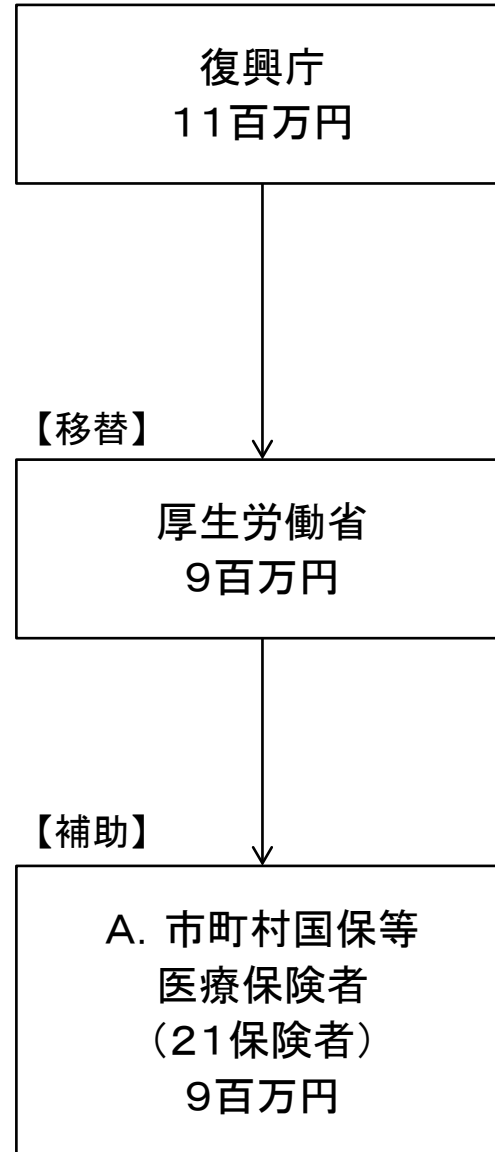 復興庁
11百万円
【移替】
厚生労働省
9百万円
【補助】
A. 市町村国保等
医療保険者
（21保険者）
9百万円